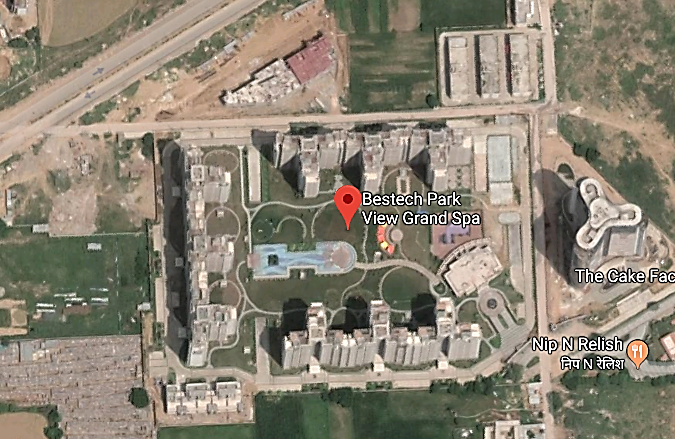 Bestech Park
View Grand Spa
The Cake Fac
Nip N Relish
निप N रेलिश